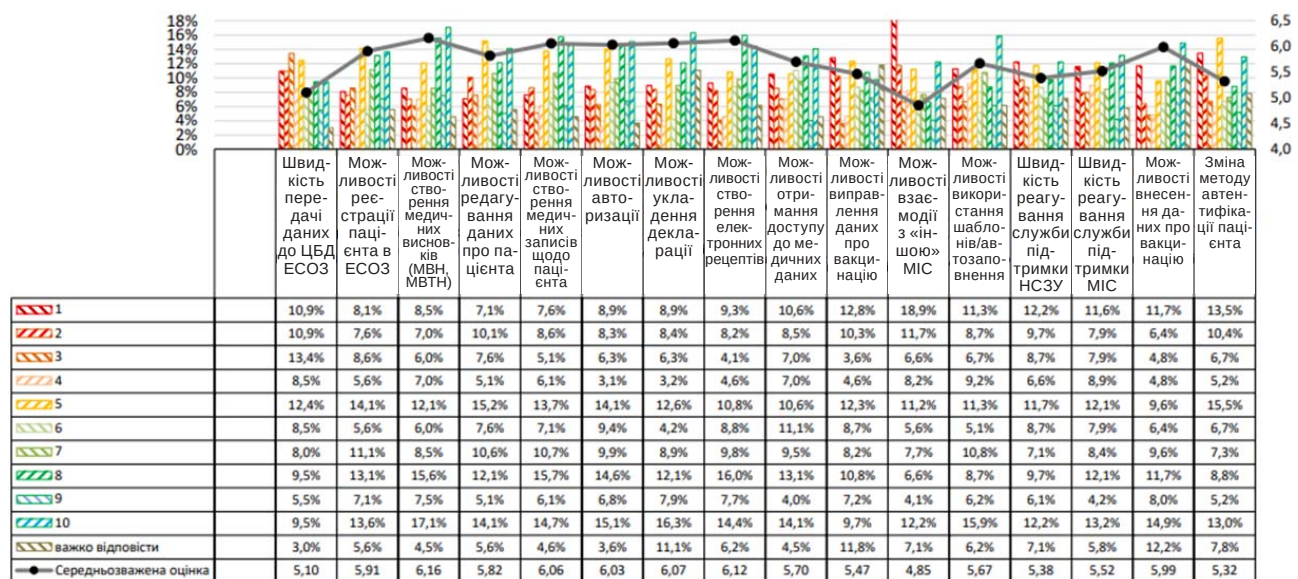 18%
16%
14%
12%
10%
8%
6%
4%
2%
0%
6,5
6,0
5,5
5,0
4,5
4,0
Швид-
кість
пере-
дачі
даних
до ЦБД
ЕСОЗ
Мож-
ливості
реє-
страції
паці-
єнта в
ЕСОЗ
Мож-
ливості
ство-
рення
медич-
них
виснов-
ків
(МВН,
МВТН)
Мож-
ливості
редагу-
вання
даних
про па-
цієнта
Мож-
ливості
ство-
рення
медич-
них
записів
щодо
паці-
єнта
Мож-
ливості
авто-
ризації
Мож-
ливості
укла-
дення
декла-
рації
Мож-
ливості
ство-
рення
елек-
тронних
рецептів
Мож-
ливості
отри-
мання
доступу
до ме-
дичних
даних
Мож-
ливості
виправ-
лення
даних
про
вакци-
націю
Мож-
ливості
взає-
модії
з «ін-
шою»
МІС
Мож-
ливості
викори-
стання
шабло-
нів/ав-
тозапо-
внення
Швид-
кість
реагу-
вання
служби
під-
тримки
НСЗУ
Швид-
кість
реагу-
вання
служби
під-
тримки
МІС
Мож-
ливості
внесен-
ня да-
них про
вакци-
націю
Зміна
методу
автен-
тифіка-
ції паці-
єнта
1 10,9% 8,1% 8,5% 7,1% 7,6% 8,9% 8,9% 9,3% 10,6% 12,8% 18,9% 11,3% 12,2% 11,6% 11,7% 13,5%
2 10,9% 7,6% 7,0% 10,1% 8,6% 8,3% 8,4% 8,2% 8,5% 10,3% 11,7% 8,7% 9,7% 7,9% 6,4% 10,4%
3 13,4% 8,6% 6,0% 7,6% 5,1% 6,3% 6,3% 4,1% 7,0% 3,6% 6,6% 6,7% 8,7% 7,9% 4,8% 6,7%
4 8,5% 5,6% 7,0% 5,1% 6,1% 3,1% 3,2% 4,6% 7,0% 4,6% 8,2% 9,2% 6,6% 8,9% 4,8% 5,2%
5 12,4% 14,1% 12,1% 15,2% 13,7% 14,1% 12,6% 10,8% 10,6% 12,3% 11,2% 11,3% 11,7% 12,1% 9,6% 15,5%
6 8,5% 5,6% 6,0% 7,6% 7,1% 9,4% 4,2% 8,8% 11,1% 8,7% 5,6% 5,1% 8,7% 7,9% 6,4% 6,7%
7 8,0% 11,1% 8,5% 10,6% 10,7% 9,9% 8,9% 9,8% 9,5% 8,2% 7,7% 10,8% 7,1% 8,4% 9,6% 7,3%
8 9,5% 13,1% 15,6% 12,1% 15,7% 14,6% 12,1% 16,0% 13,1% 10,8% 6,6% 8,7% 9,7% 12,1% 11,7% 8,8%
9 5,5% 7,1% 7,5% 5,1% 6,1% 6,8% 7,9% 7,7% 4,0% 7,2% 4,1% 6,2% 6,1% 4,2% 8,0% 5,2%
10 9,5% 13,6% 17,1% 14,1% 14,7% 15,1% 16,3% 14,4% 14,1% 9,7% 12,2% 15,9% 12,2% 13,2% 14,9% 13,0%
важко відповісти 3,0% 5,6% 4,5% 5,6% 4,6% 3,6% 11,1% 6,2% 4,5% 11,8% 7,1% 6,2% 7,1% 5,8% 12,2% 7,8%
Середньозважена оцінка 5,10 5,91 6,16 5,82 6,06 6,03 6,07 6,12 5,70 5,47 4,85 5,67 5,38 5,52 5,99 5,32